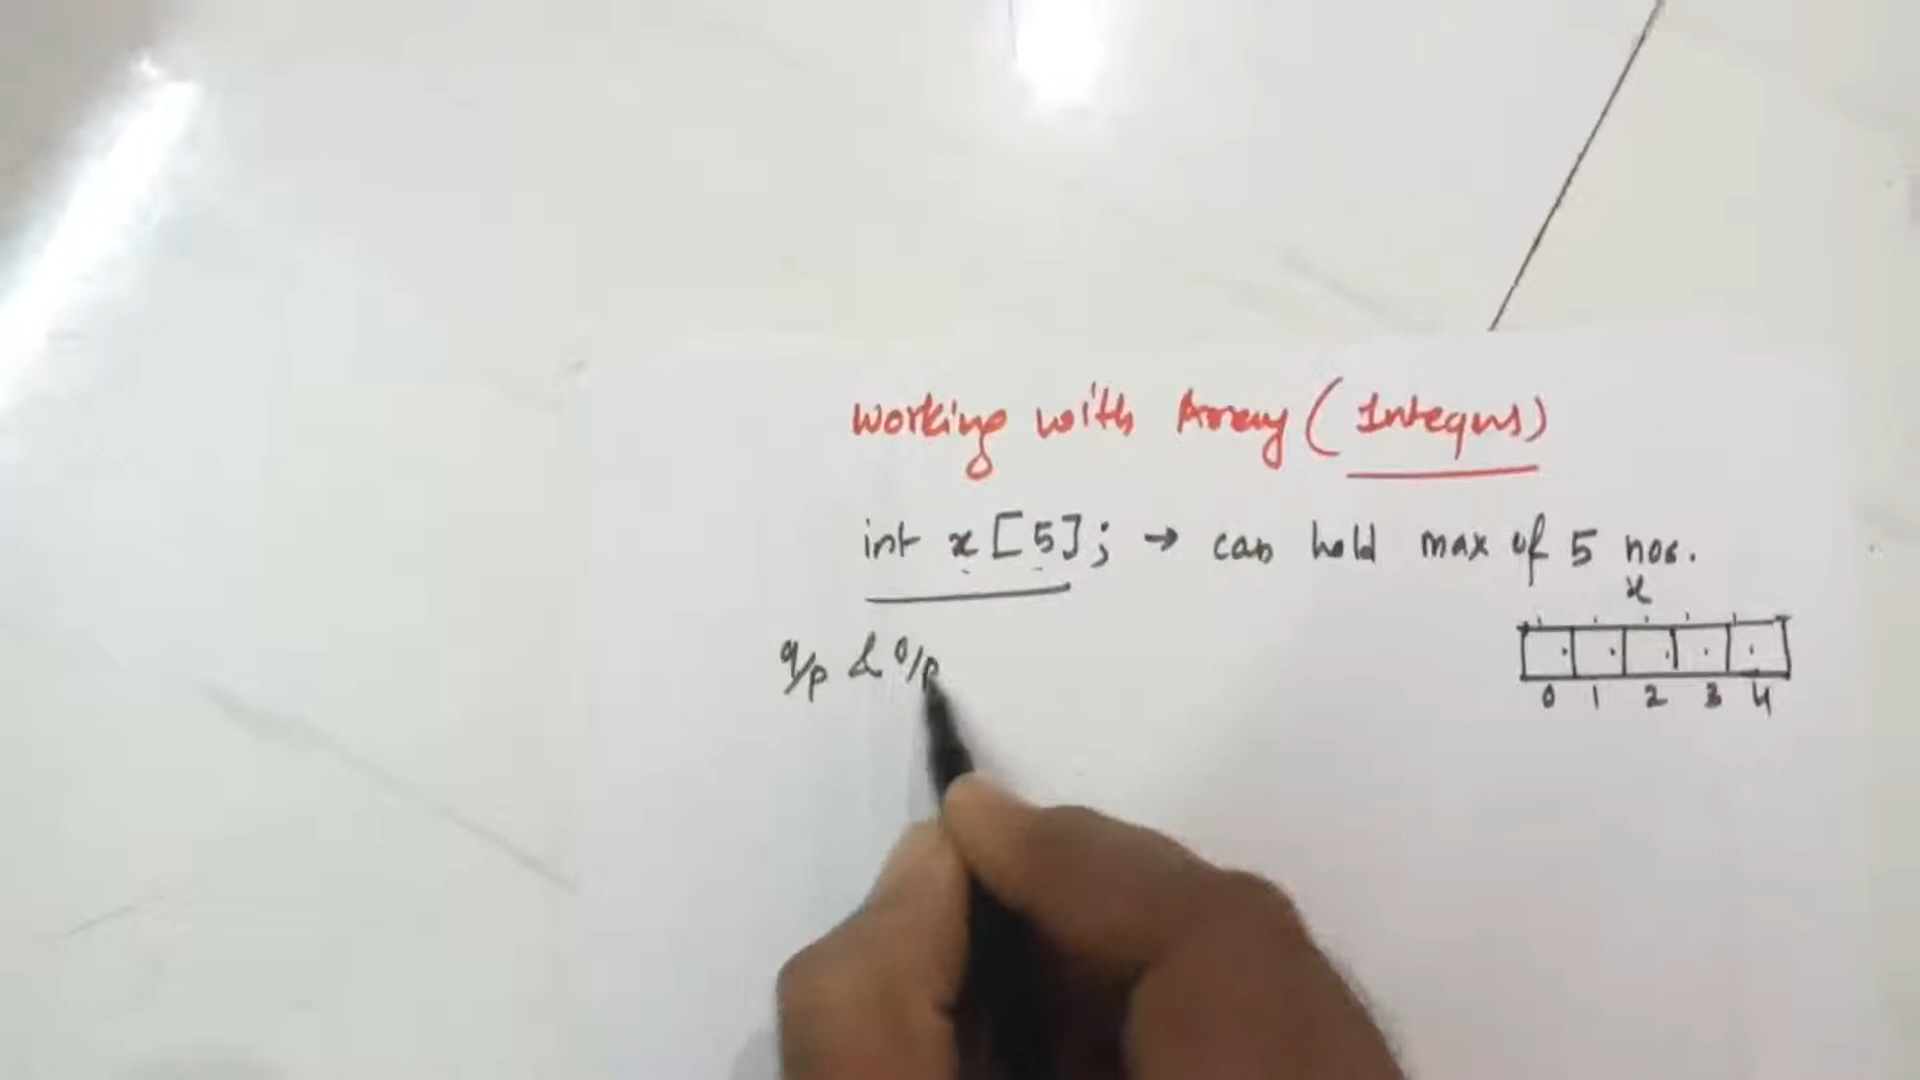 Working with Array (Integers)
int x[5]; → can hold max of 5 nos.
x
0 1 2 3 4
I/p & O/p